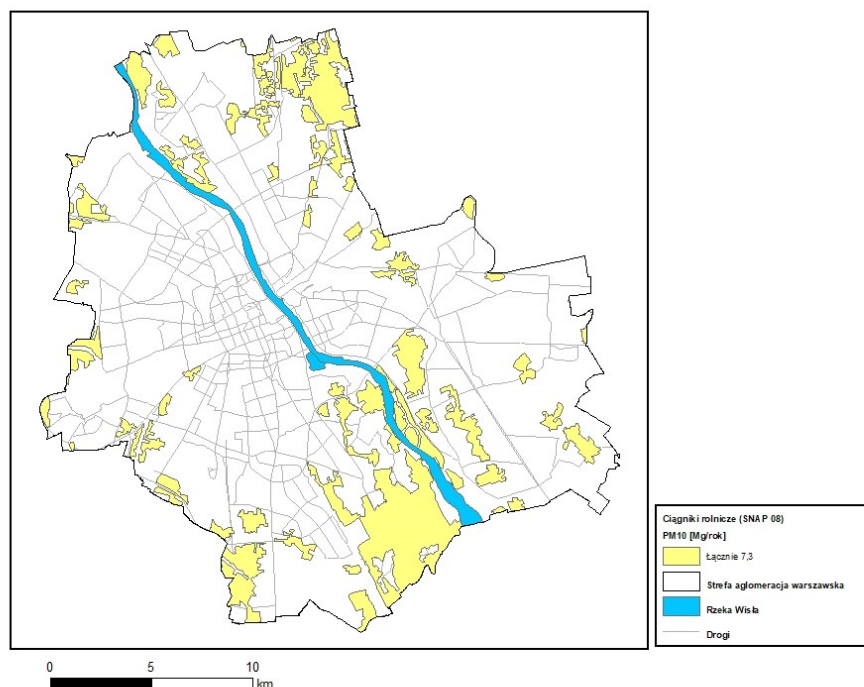 Ciągniki rolnicze (SNAP 08)
PM10 [Mg/rok]
Łącznie 7,3
Strefa aglomeracja warszawska
Rzeka Wisła
Drogi
0 5 10
km